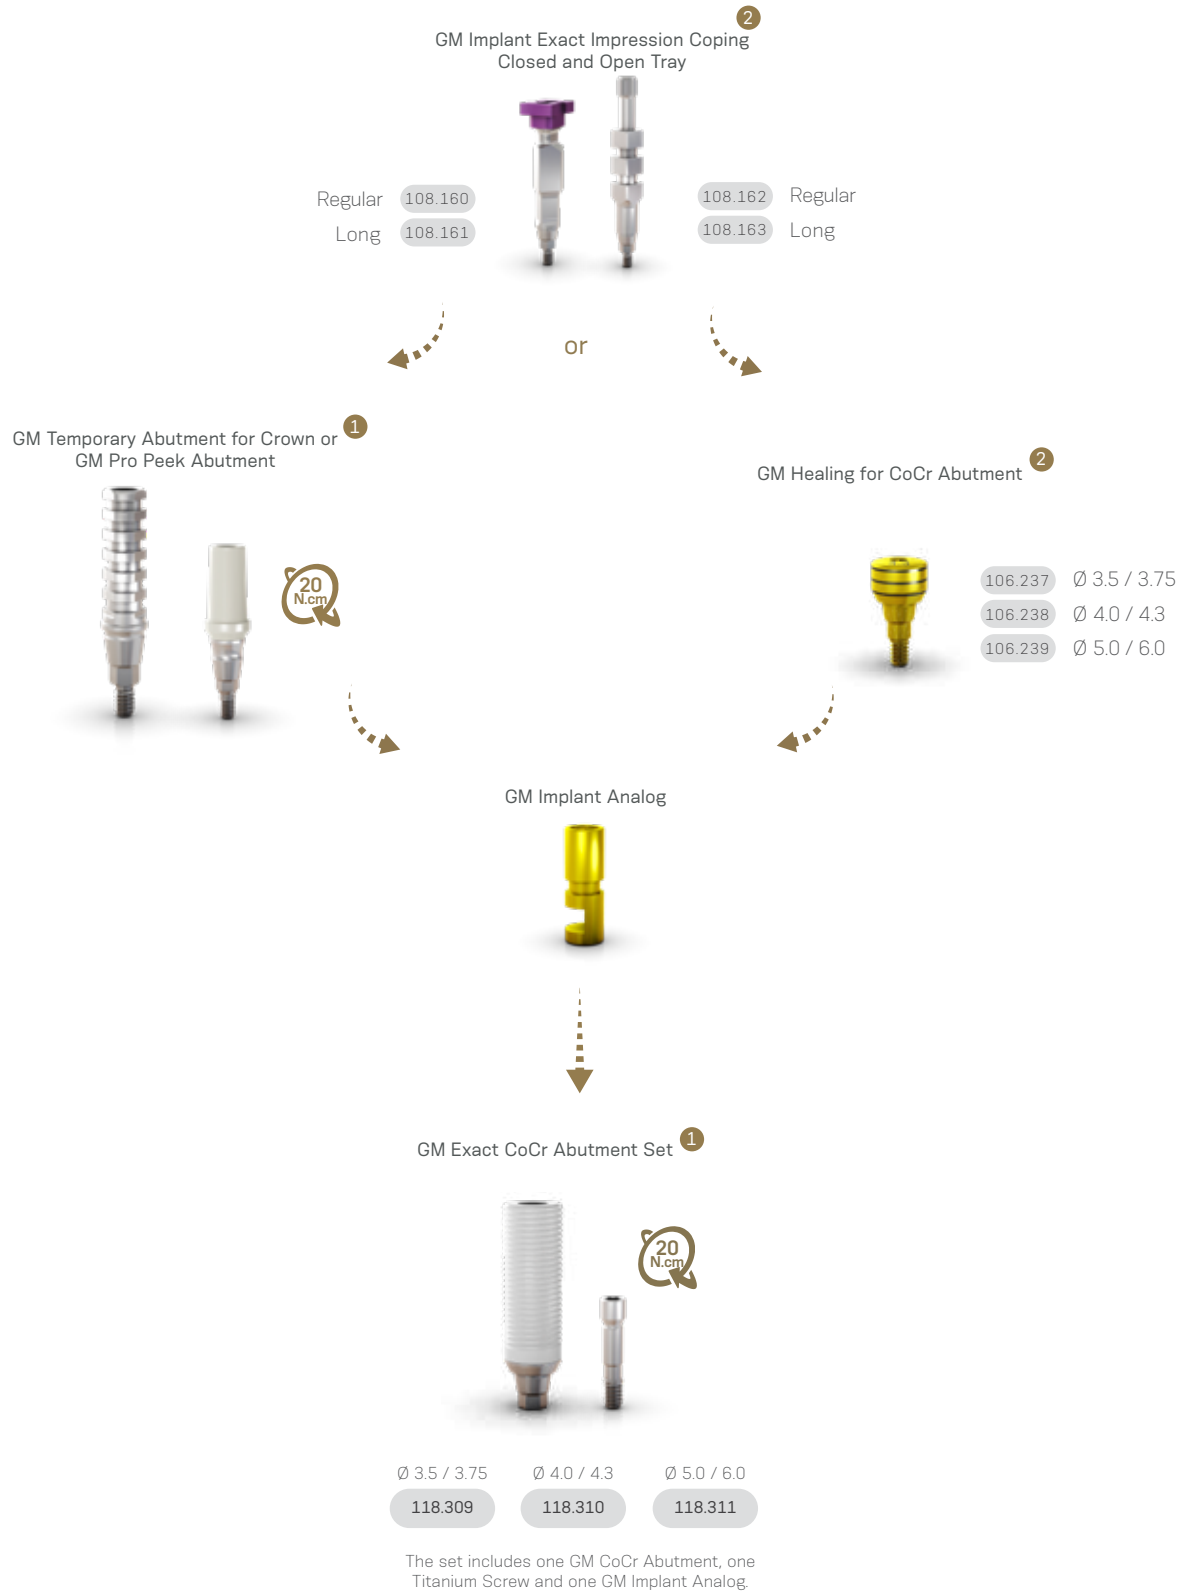 2
GM Implant Exact Impression Coping
Closed and Open Tray
Regular 108.160
Long 108.161
108.162 Regular
108.163 Long
or
1
GM Temporary Abutment for Crown or
GM Pro Peek Abutment
20
N.cm
2
GM Healing for CoCr Abutment
106.237 Ø 3.5 / 3.75
106.238 Ø 4.0 / 4.3
106.239 Ø 5.0 / 6.0
GM Implant Analog
GM Exact CoCr Abutment Set 1
20
N.cm
Ø 3.5 / 3.75 Ø 4.0 / 4.3 Ø 5.0 / 6.0
118.309 118.310 118.311
The set includes one GM CoCr Abutment, one
Titanium Screw and one GM Implant Analog.